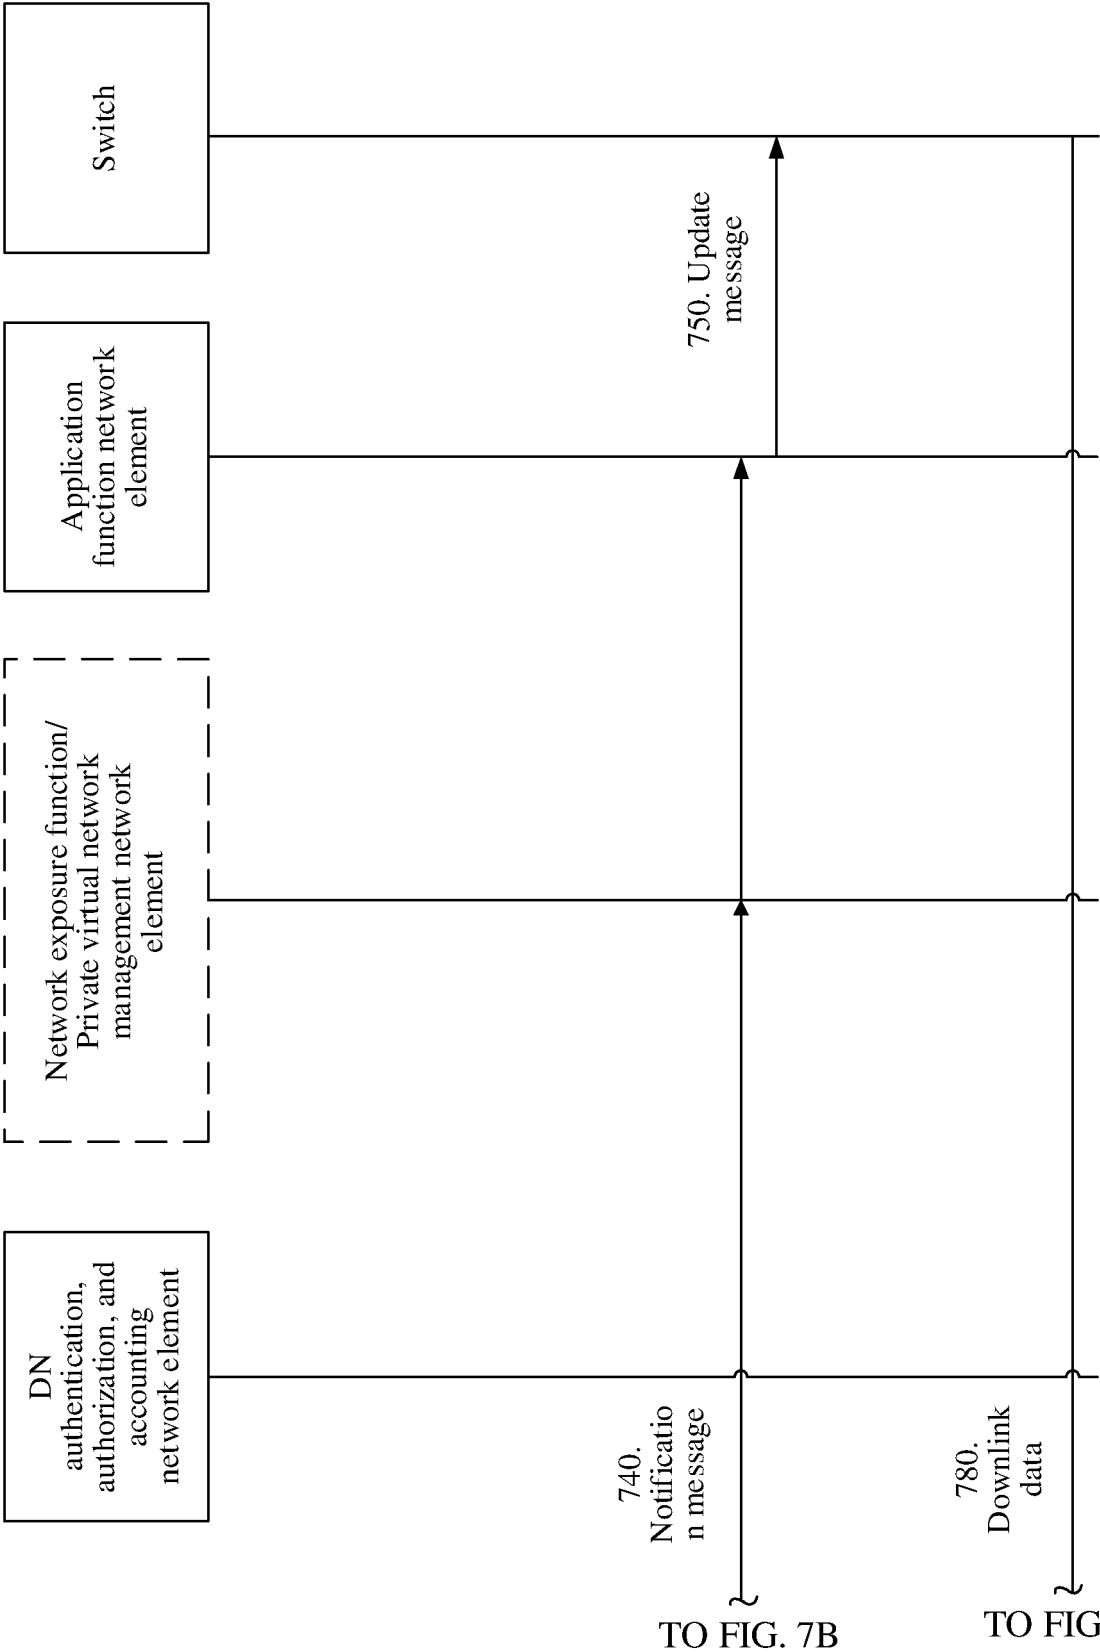 DN
authentication,
authorization, and
accounting
network element
Network exposure function/
Private virtual network
management network
element
Application
function network
element
Switch
740.
Notificatio
n message
750. Update
message
780.
Downlink
data
TO FIG. 7B
TO FIG